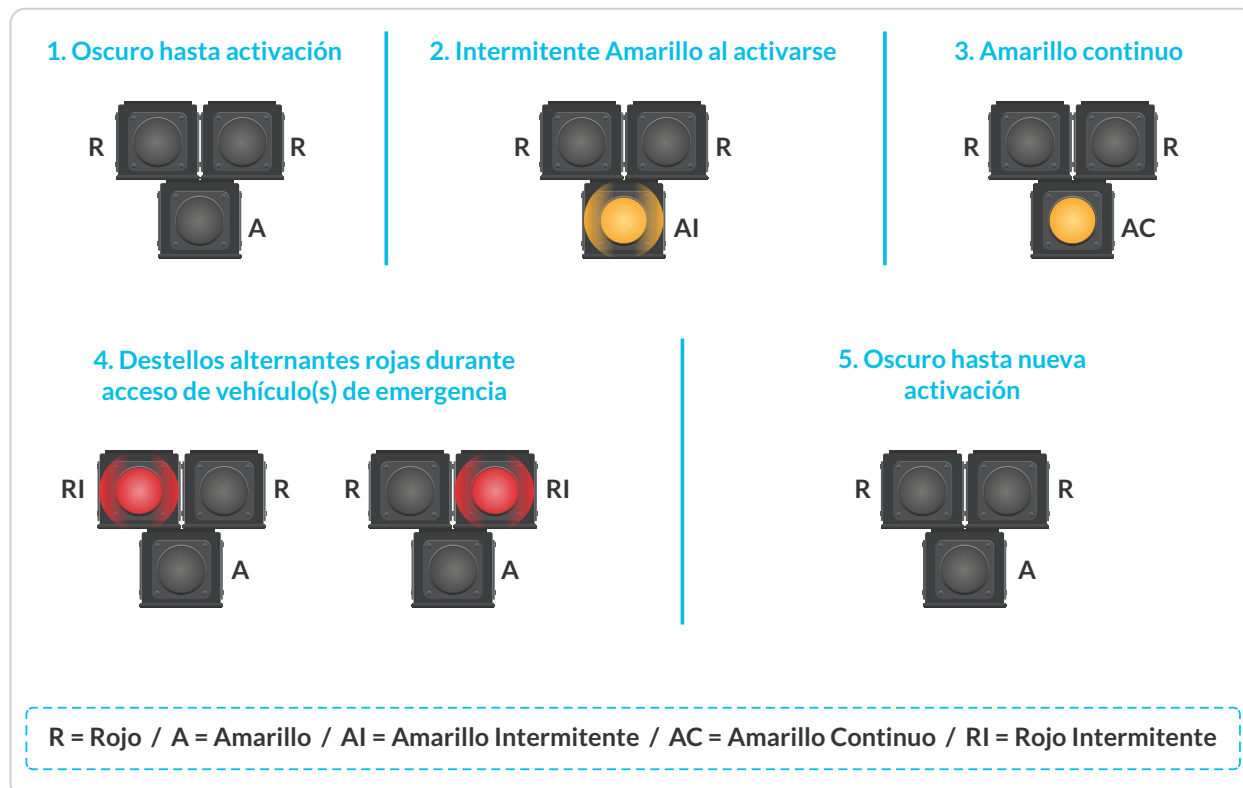 1. Oscuro hasta activación
2. Intermitente Amarillo al activarse
3. Amarillo continuo
R
R
A
R
R
AI
R
R
AC
4. Destellos alternantes rojas durante
acceso de vehículo(s) de emergencia
5. Oscuro hasta nueva
activación
RI
R
A
R
RI
A
R
R
A
R = Rojo / A = Amarillo / AI = Amarillo Intermitente / AC = Amarillo Continuo / RI = Rojo Intermitente